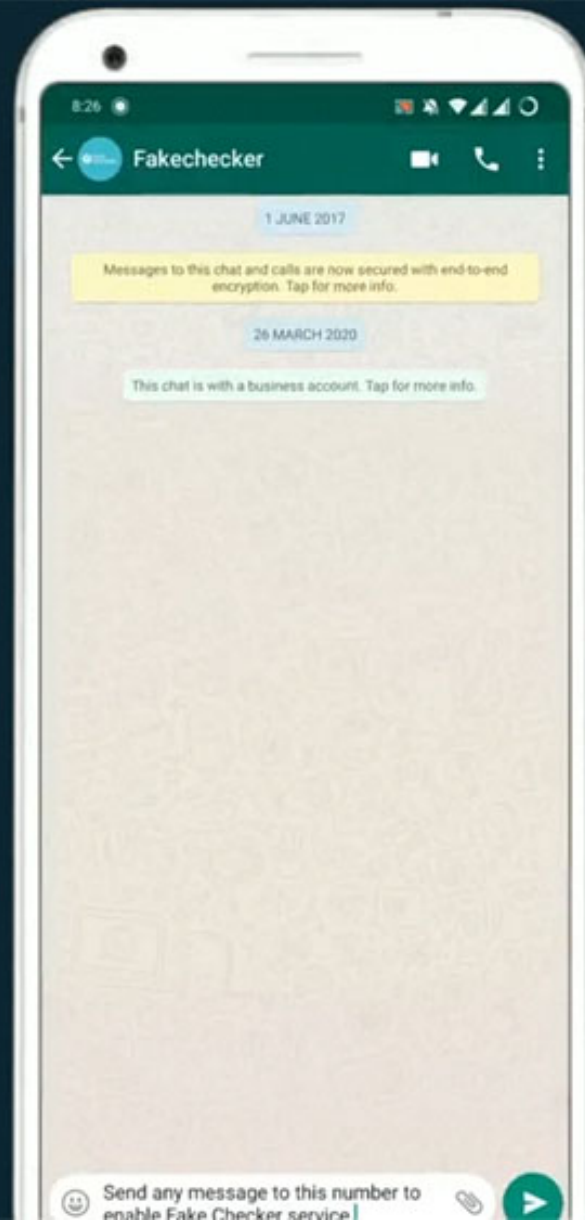 8:26
Fakechecker
1 JUNE 2017
Messages to this chat and calls are now secured with end-to-end
encryption. Tap for more info.
26 MARCH 2020
This chat is with a business account. Tap for more info.
Send any message to this number to
enable Fake Checker service